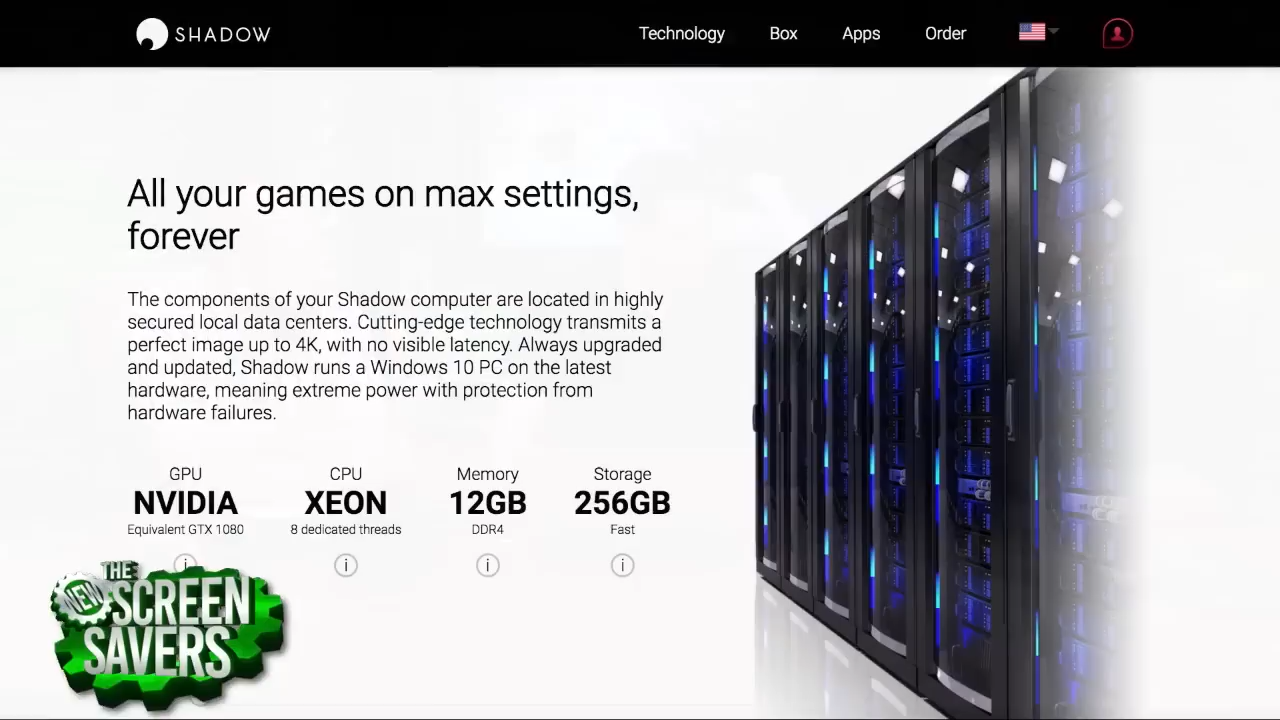 SHADOW
Technology
Box
Apps
Order
All your games on max settings,
forever
The components of your Shadow computer are located in highly
secured local data centers. Cutting-edge technology transmits a
perfect image up to 4K, with no visible latency. Always upgraded
and updated, Shadow runs a Windows 10 PC on the latest
hardware, meaning extreme power with protection from
hardware failures.
GPU
NVIDIA
Equivalent GTX 1080
i
CPU
XEON
8 dedicated threads
i
Memory
12GB
DDR4
i
Storage
256GB
Fast
i
THE
NEW
SCREEN
SAVERS